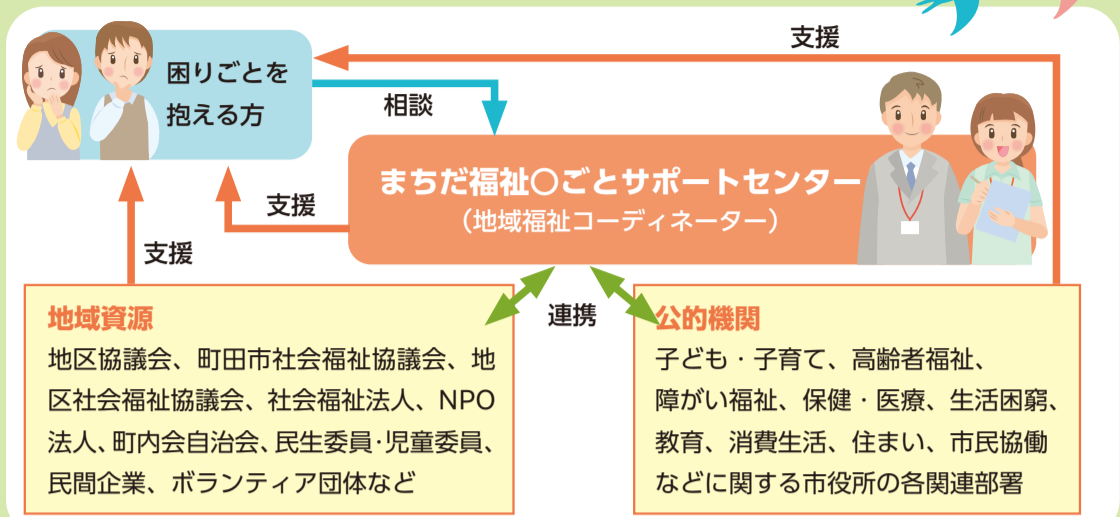 支援
困りごとを
抱える方
相談
まちだ福祉〇ごとサポートセンター
（地域福祉コーディネーター）
支援
支援
連携
地域資源
地区協議会、町田市社会福祉協議会、地
区社会福祉協議会、社会福祉法人、NPO
法人、町内会自治会、民生委員・児童委員、
民間企業、ボランティア団体など
公的機関
子ども・子育て、高齢者福祉、
障がい福祉、保健・医療、生活困窮、
教育、消費生活、住まい、市民協働
などに関する市役所の各関連部署